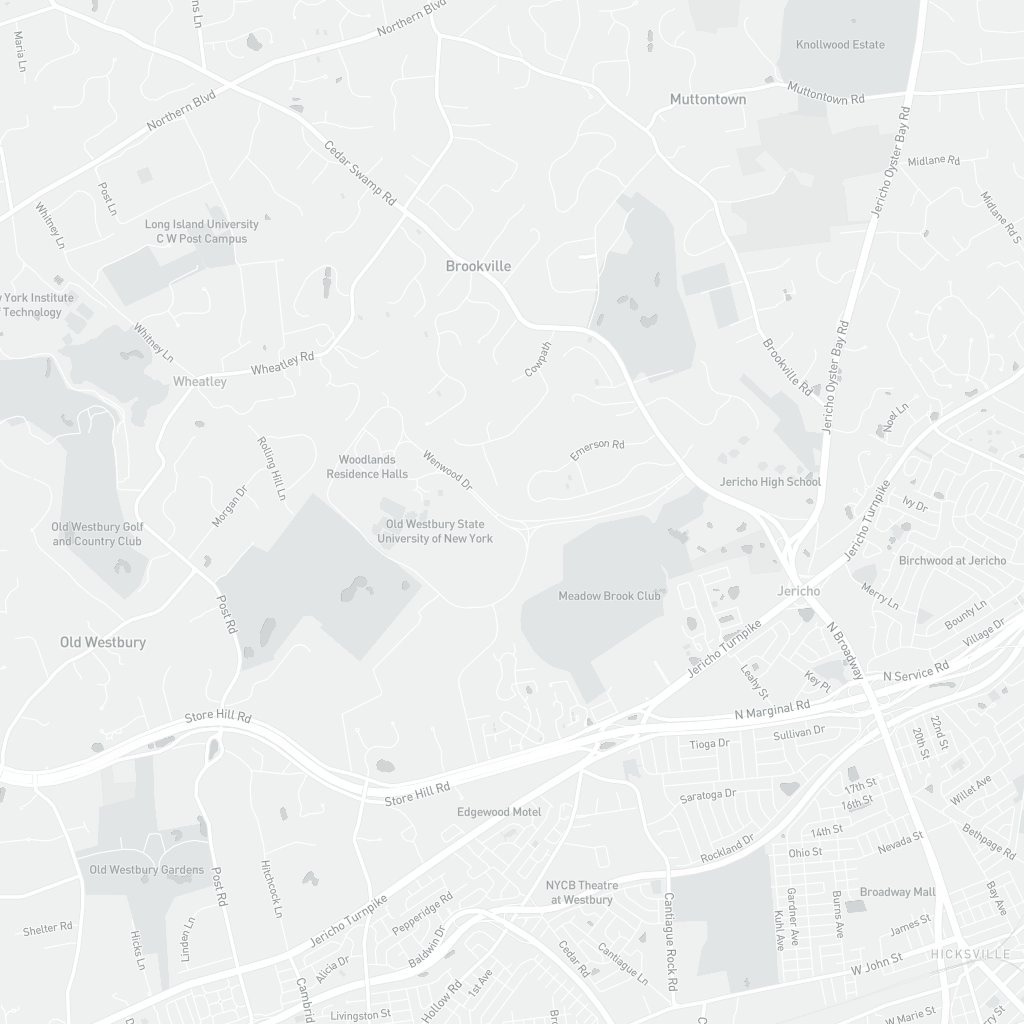 Northern Blvd
Maria Ln
Knollwood Estate
Muttontown
Muttontown Rd
Northern Blvd
Cedar Swamp Rd
Jericho Oyster Bay Rd
Midlane Rd
Midlane Rd S
Post Ln
Whitney Ln
Long Island University
C W Post Campus
Brookville
Institute
Technology
Whitney Ln
Wheatley Rd
Wheatley
Cowpath
Brookville Rd
Jericho Oyster Bay Rd
Noel Ln
Rolling Hill Ln
Woodlands
Residence Halls
Wenwood Dr
Emerson Rd
Jericho High School
Morgan Dr
Ivy Dr
Old Westbury Golf
and Country Club
Old Westbury State
University of New York
Jericho Turnpike
Birchwood at Jericho
Meadow Brook Club
Jericho
Merry Ln
Post Rd
Bounty Ln
Village Dr
Old Westbury
Jericho Turnpike
N Broadway
Leahy St
Key Pl
N Service Rd
N Marginal Rd
Store Hill Rd
Tioga Dr
Sullivan Dr
20th St
22nd St
Store Hill Rd
Saratoga Dr
17th St
16th St
Willet Ave
Edgewood Motel
14th St
Rockland Dr
Ohio St
Nevada St
Bethpage Rd
Old Westbury Gardens
Post Rd
Hitchcock Ln
NYCB Theatre
at Westbury
Cantiague Rock Rd
Kuhl Ave
Gardner Ave
Burns Ave
Broadway Mall
Bay Ave
Shelter Rd
Hicks Ln
Linden Ln
Jericho Turnpike
Pepperidge Rd
Baldwin Dr
James St
HICKSVILLE
Alicia Dr
Cedar Rd
Cantiague Ln
W John St
Hollow Rd
1st Ave
Livingston St
W Marie St